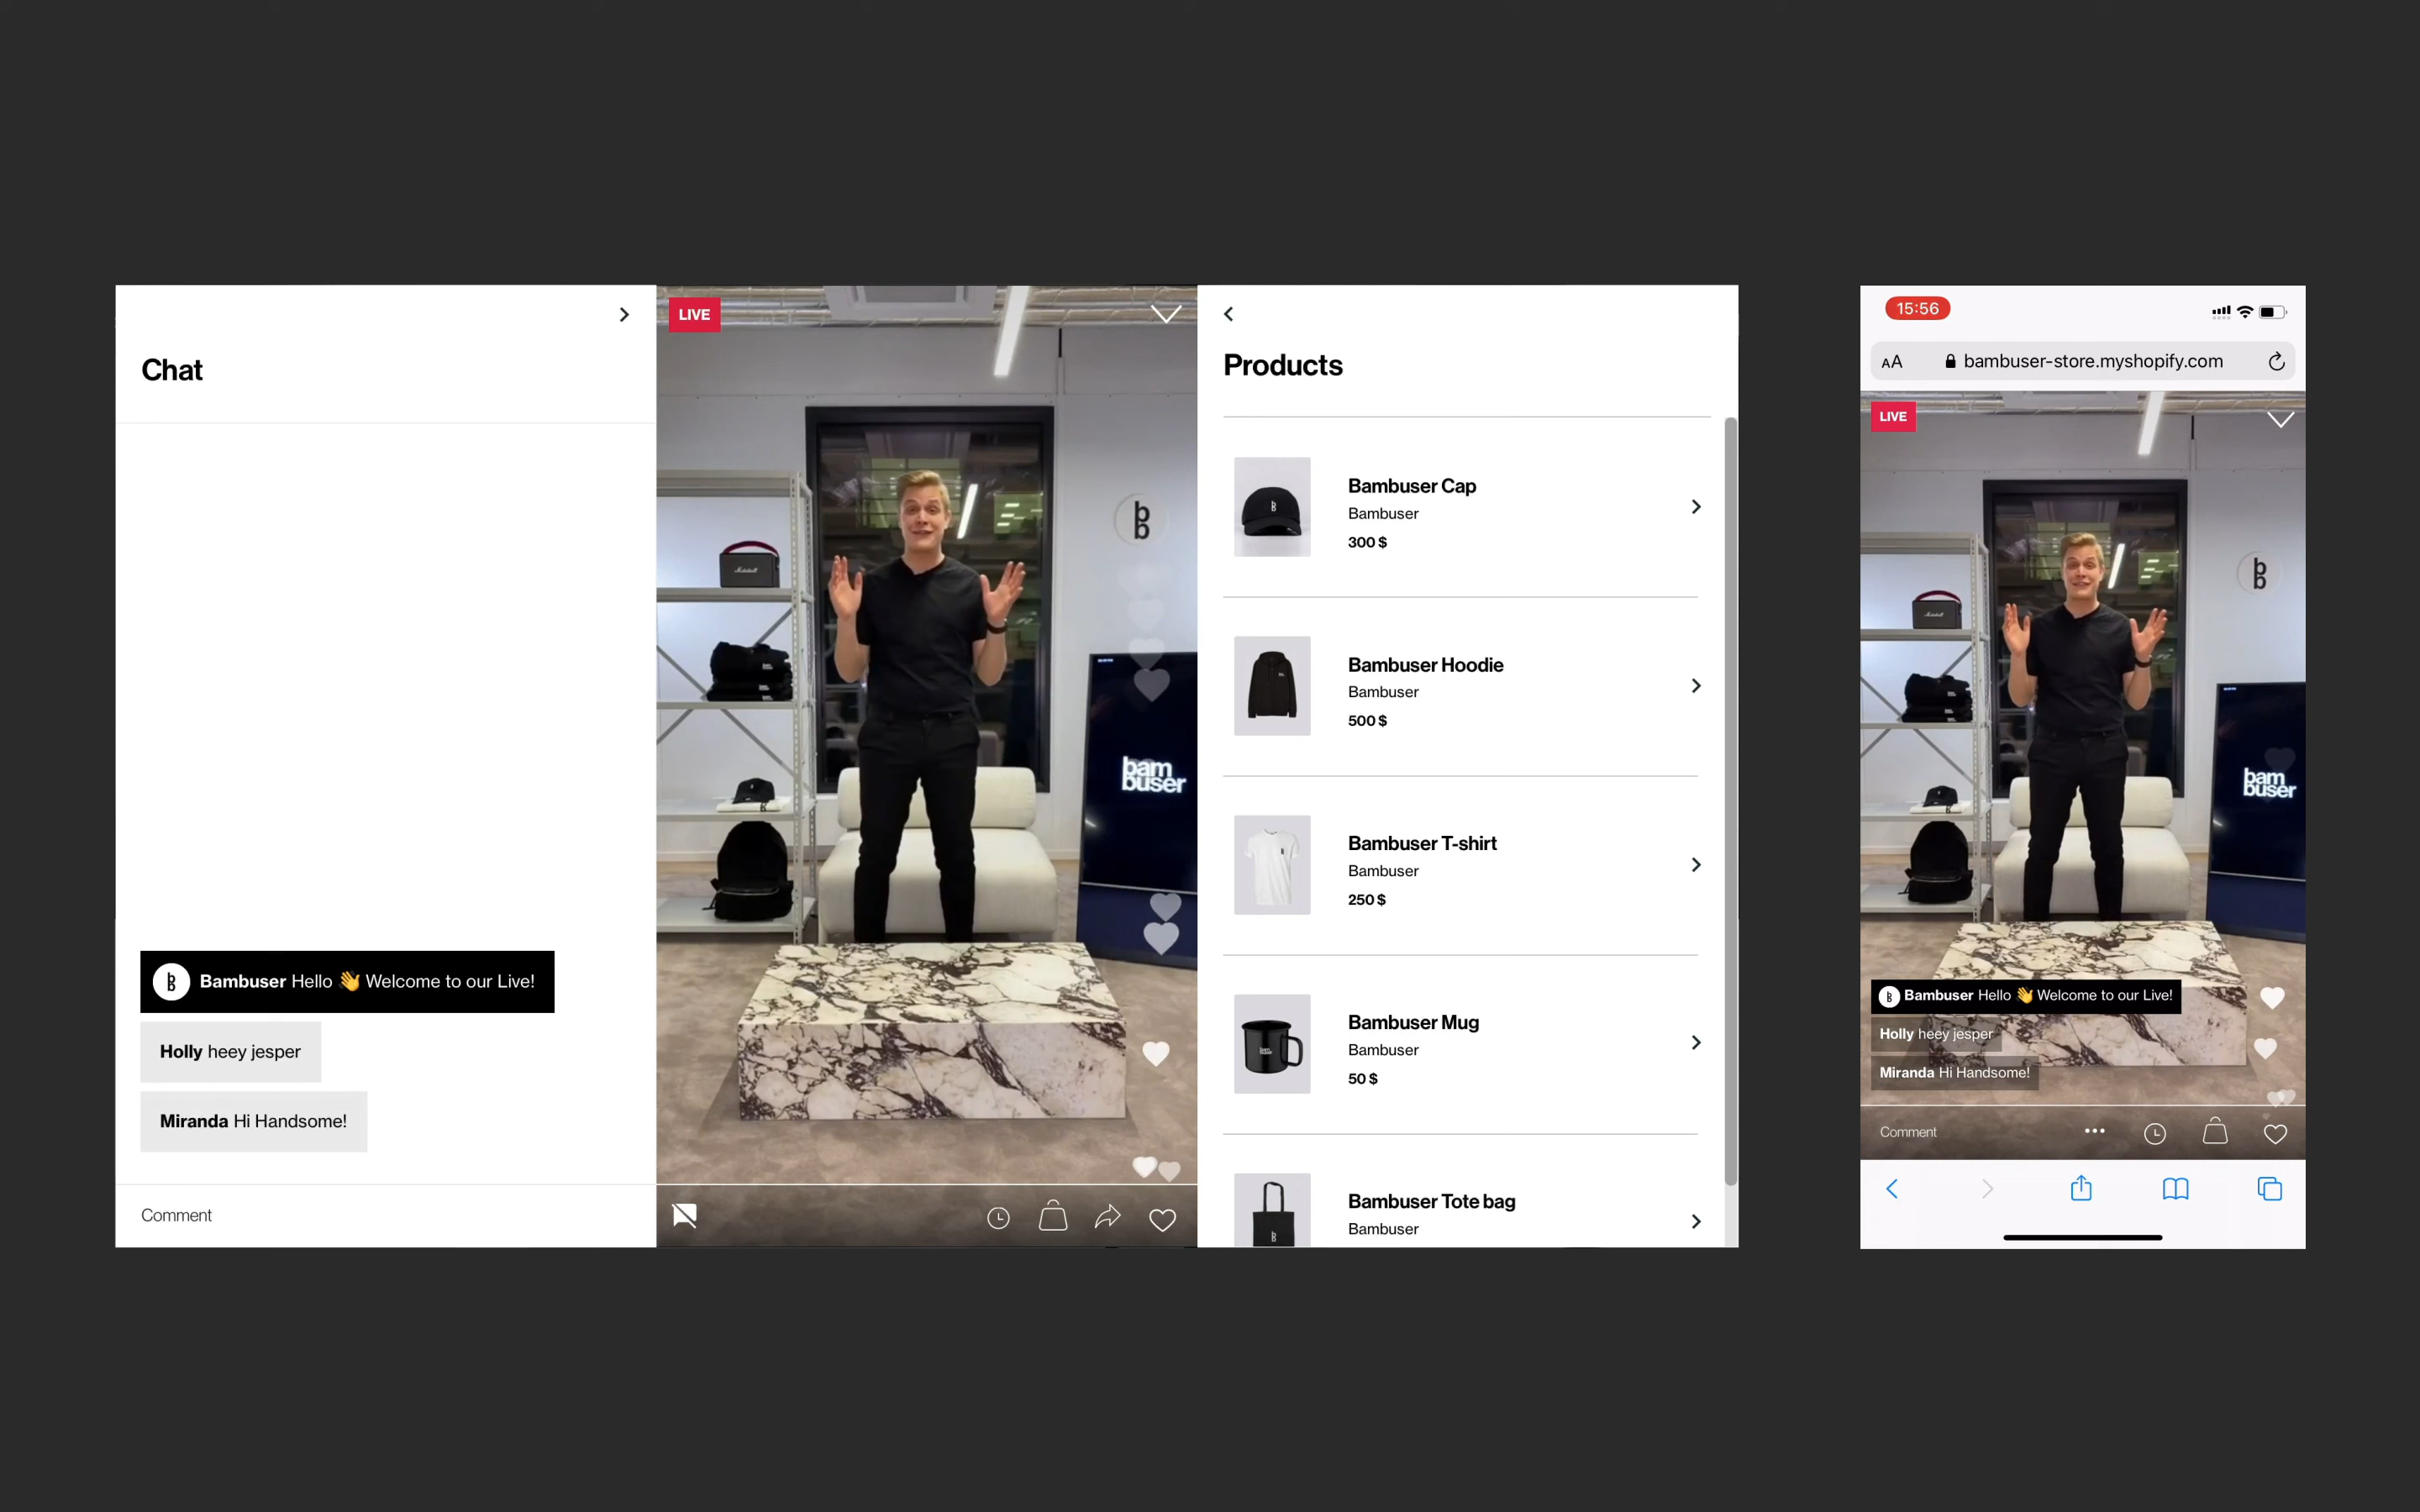 Chat
Bambuser Hello 👋 Welcome to our Live!
Holly heey jesper
Miranda Hi Handsome!
Comment
LIVE
Marshall
bam
buser
Products
Bambuser Cap
Bambuser
300 $
Bambuser Hoodie
Bambuser
500 $
Bambuser T-shirt
Bambuser
250 $
Bambuser Mug
Bambuser
50 $
Bambuser Tote bag
Bambuser
15:56
AA bambuser-store.myshopify.com
LIVE
Marshall
bam
buser
Bambuser Hello 👋 Welcome to our Live!
Holly heey jesper
Miranda Hi Handsome!
Comment